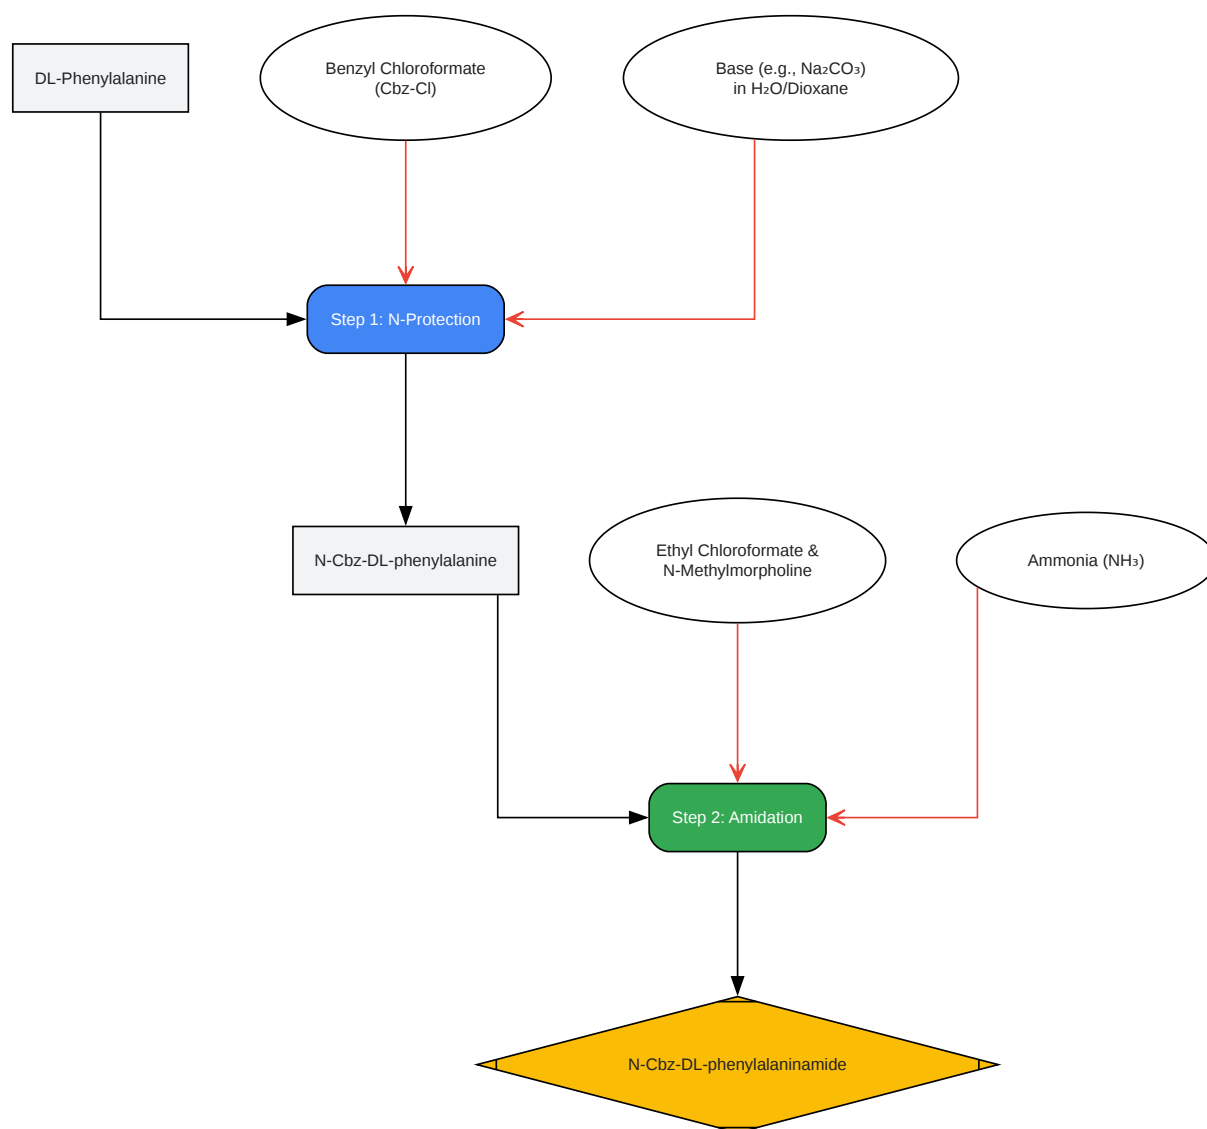 DL-Phenylalanine
Benzyl Chloroformate
(Cbz-Cl)
Base (e.g., Na₂CO₃)
in H₂O/Dioxane
Step 1: N-Protection
N-Cbz-DL-phenylalanine
Ethyl Chloroformate &
N-Methylmorpholine
Ammonia (NH₃)
Step 2: Amidation
N-Cbz-DL-phenylalaninamide